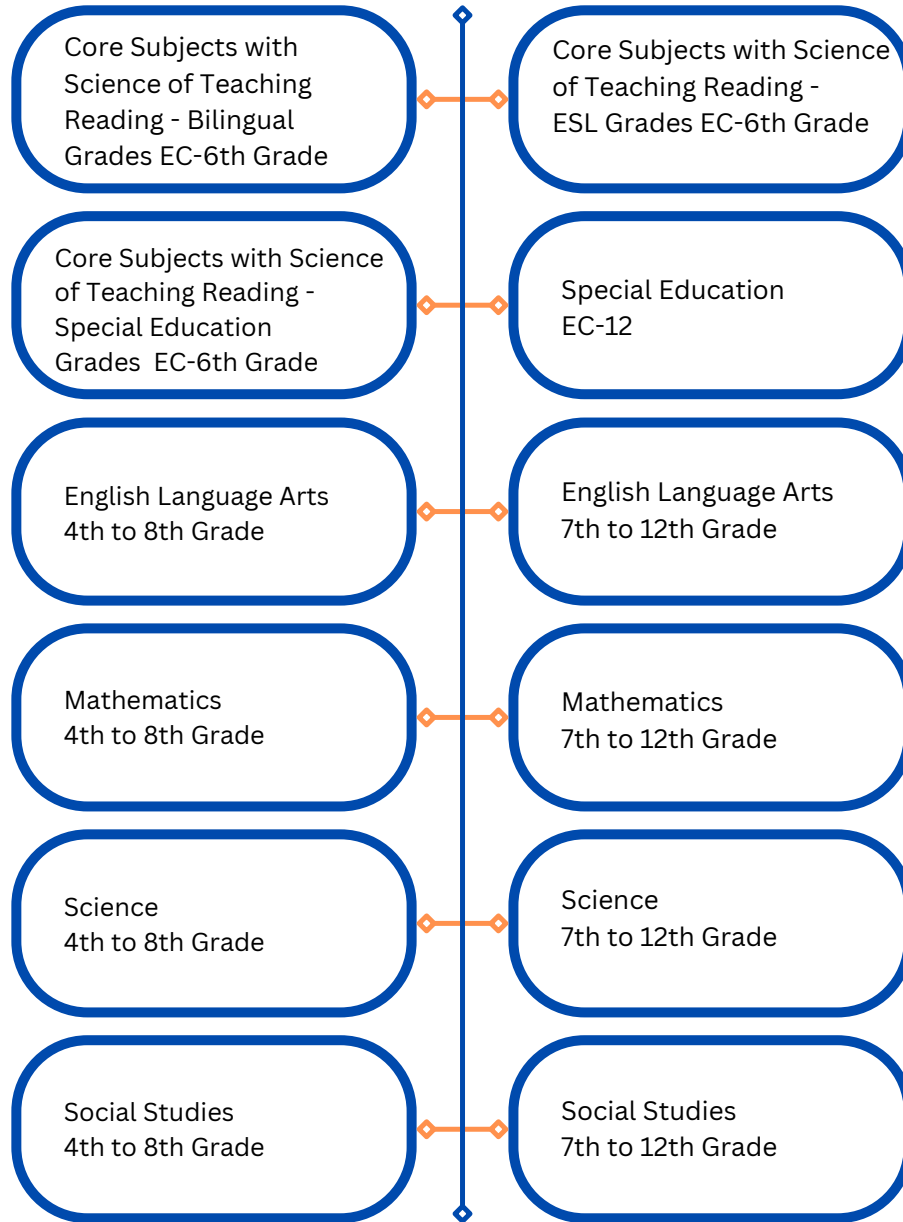 Core Subjects with
Science of Teaching
Reading - Bilingual
Grades EC-6th Grade
Core Subjects with Science
of Teaching Reading -
ESL Grades EC-6th Grade
Core Subjects with Science
of Teaching Reading -
Special Education
Grades  EC-6th Grade
Special Education
EC-12
English Language Arts
4th to 8th Grade
English Language Arts
7th to 12th Grade
Mathematics
4th to 8th Grade
Mathematics
7th to 12th Grade
Science
4th to 8th Grade
Science
7th to 12th Grade
Social Studies
4th to 8th Grade
Social Studies
7th to 12th Grade